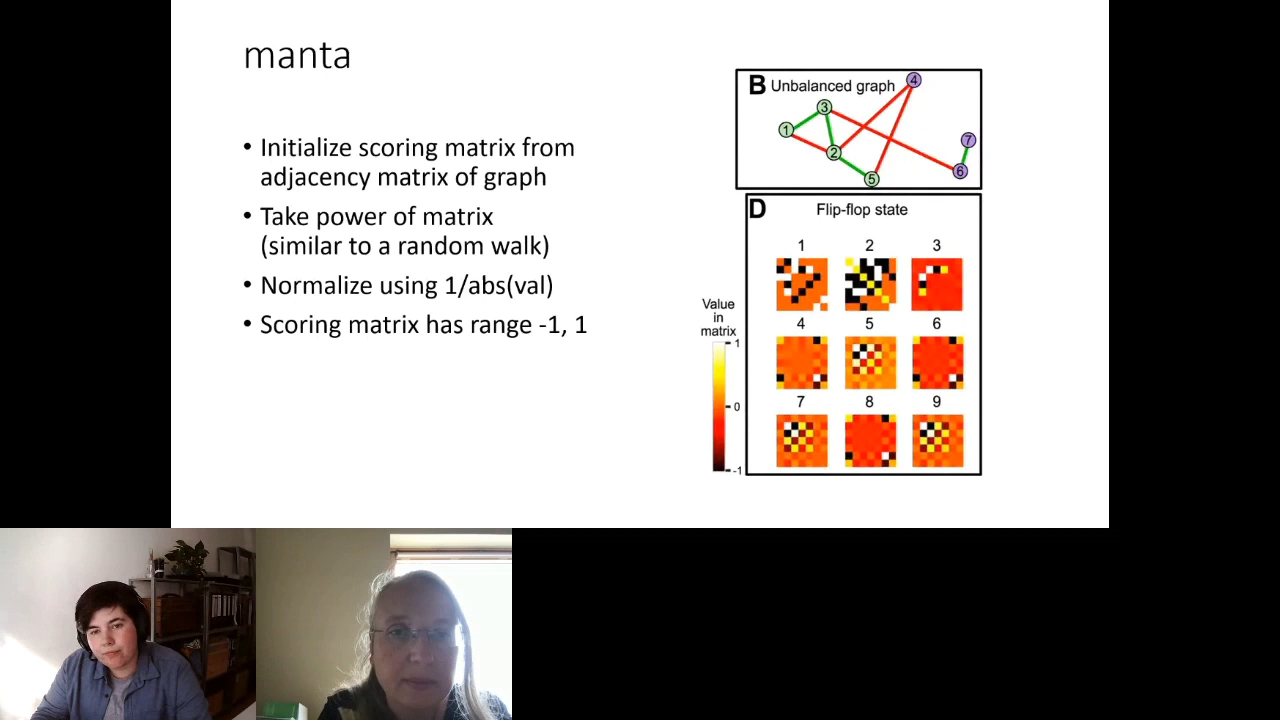 manta
• Initialize scoring matrix from
adjacency matrix of graph
• Take power of matrix
(similar to a random walk)
• Normalize using 1/abs(val)
• Scoring matrix has range -1, 1
B Unbalanced graph
1
2
3
4
5
6
7
D Flip-flop state
1 2 3
4 5 6
7 8 9
Value
in
matrix
1
0
-1